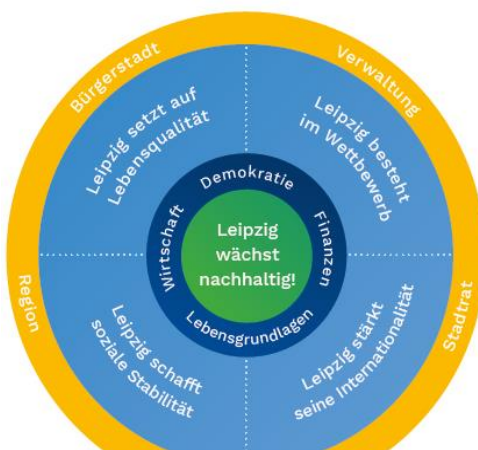 Bürgerstadt
Verwaltung
Leipzig setzt auf
Lebensqualität
Leipzig besteht
im Wettbewerb
Demokratie
Wirtschaft
Finanzen
Leipzig
wächst
nachhaltig!
Lebensgrundlagen
Region
Stadtrat
Leipzig schafft
soziale Stabilität
Leipzig stärkt
seine Internationalität